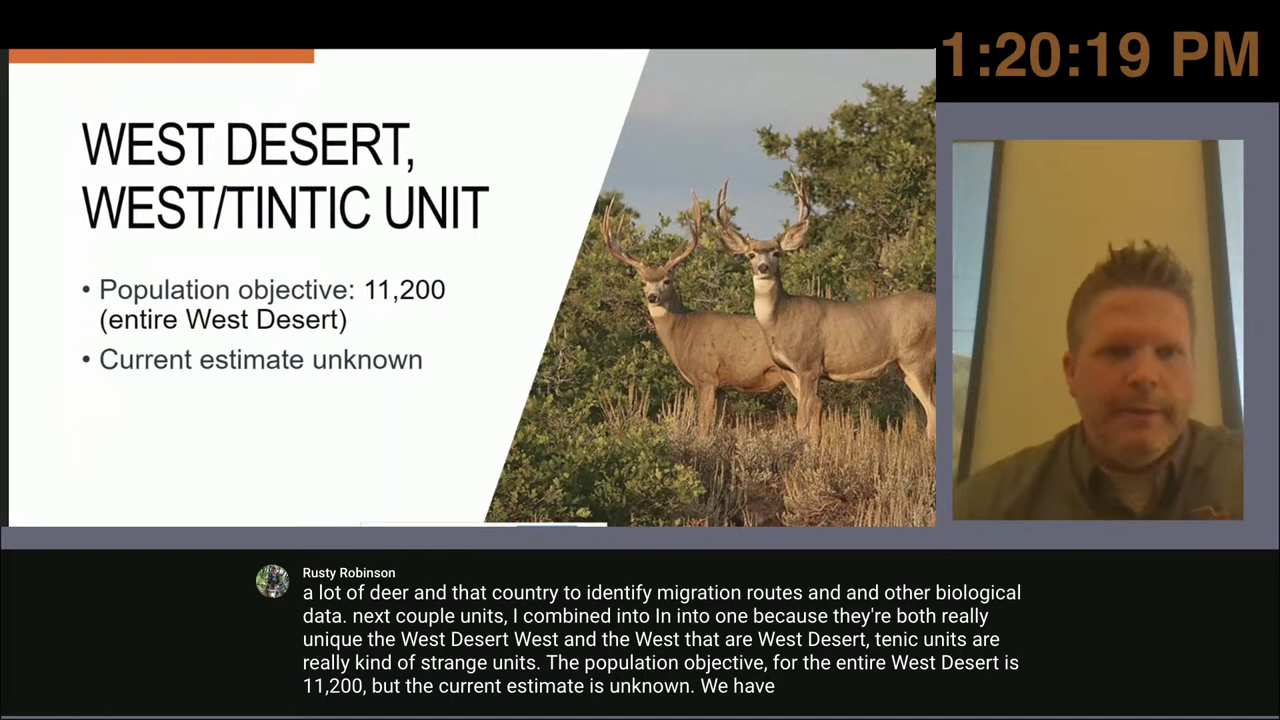 1:20:19 PM
WEST DESERT,
WEST/TINTIC UNIT
• Population objective: 11,200
(entire West Desert)
• Current estimate unknown
Rusty Robinson
a lot of deer and that country to identify migration routes and and other biological
data. next couple units, I combined into In into one because they're both really
unique the West Desert West and the West that are West Desert, tenic units are
really kind of strange units. The population objective, for the entire West Desert is
11,200, but the current estimate is unknown. We have